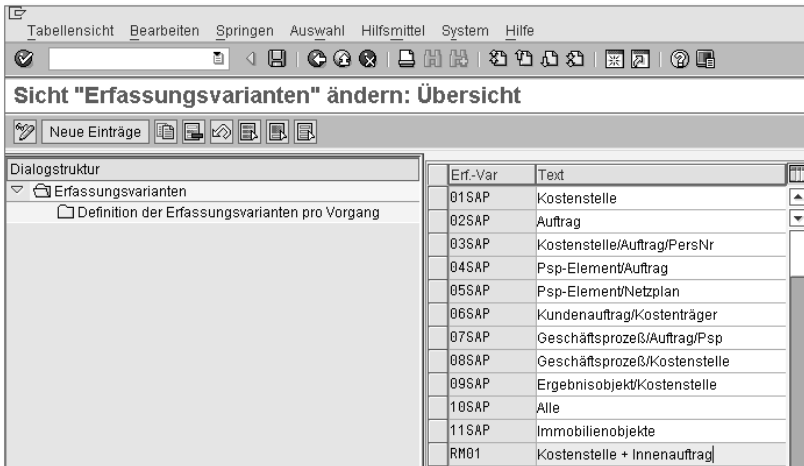 Tabellensicht Bearbeiten Springen Auswahl Hilfsmittel System Hilfe
Sicht "Erfassungsvarianten" ändern: Übersicht
Neue Einträge
Dialogstruktur
Erfassungsvarianten
Definition der Erfassungsvarianten pro Vorgang
Erf.-Var Text
01SAP Kostenstelle
02SAP Auftrag
03SAP Kostenstelle/Auftrag/PersNr
04SAP Psp-Element/Auftrag
05SAP Psp-Element/Netzplan
06SAP Kundenauftrag/Kostenträger
07SAP Geschäftsprozeß/Auftrag/Psp
08SAP Geschäftsprozeß/Kostenstelle
09SAP Ergebnisobjekt/Kostenstelle
10SAP Alle
11SAP Immobilienobjekte
RM01 Kostenstelle + Innenauftrag